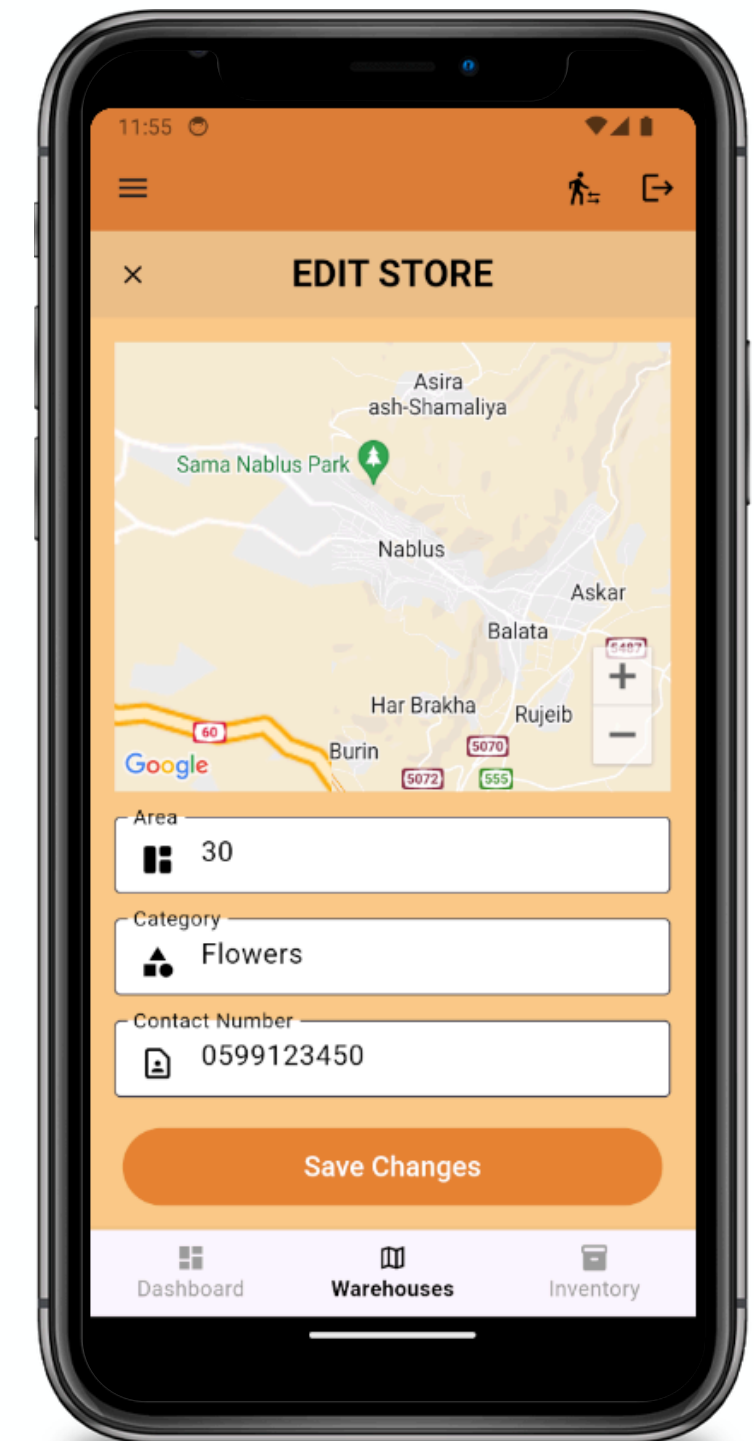 11:55
EDIT STORE
Asira
ash-Shamaliya
Sama Nablus Park
Nablus
Askar
Balata
5487
Har Brakha
Rujeib
60
Burin
5070
Google
5072
555
+
−
Area
30
Category
Flowers
Contact Number
0599123450
Save Changes
Dashboard
Warehouses
Inventory